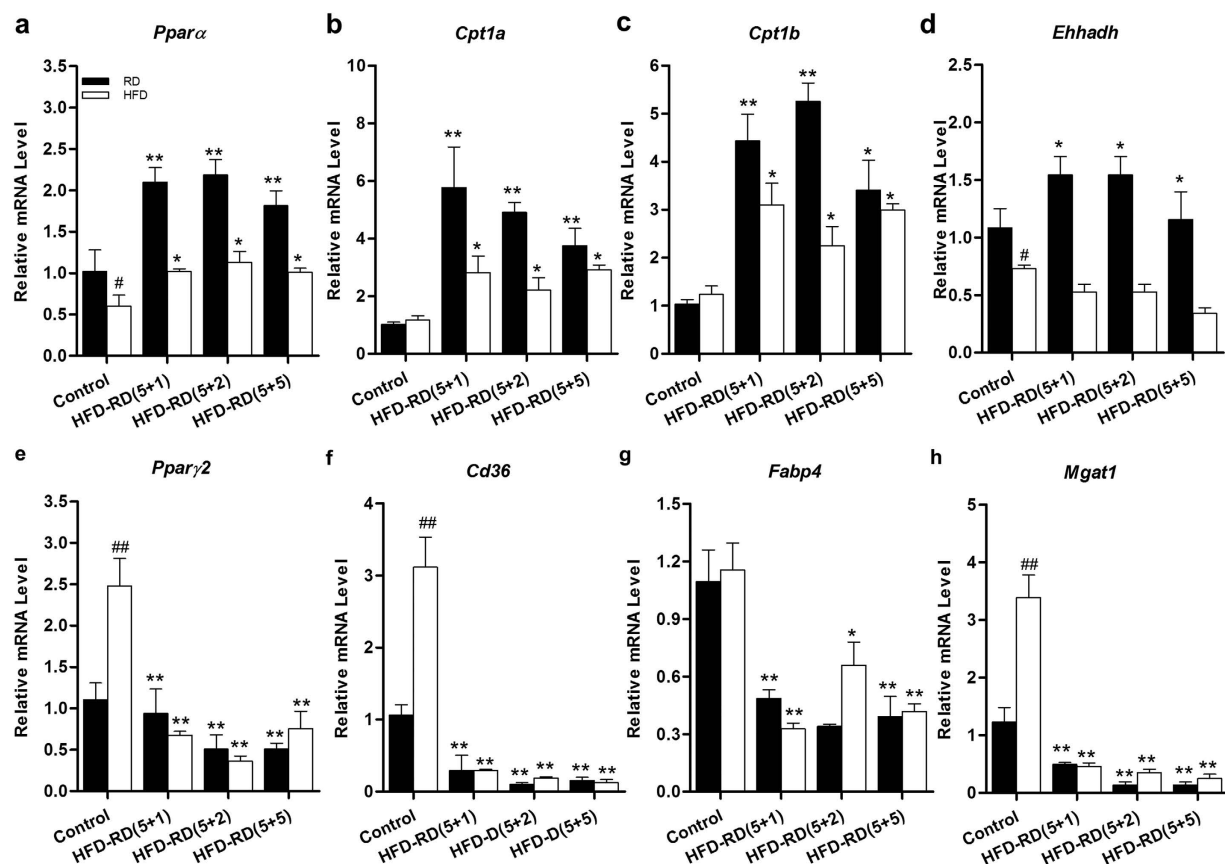 a
Pparα
Relative mRNA Level
3.5
3.0
2.5
2.0
1.5
1.0
0.5
0.0
RD
HFD
#
**
*
**
*
**
*
Control
HFD-RD(5+1)
HFD-RD(5+2)
HFD-RD(5+5)
b
Cpt1a
Relative mRNA Level
10
8
6
4
2
0
**
*
**
*
**
*
Control
HFD-RD(5+1)
HFD-RD(5+2)
HFD-RD(5+5)
c
Cpt1b
Relative mRNA Level
6
5
4
3
2
1
0
**
*
**
*
*
*
Control
HFD-RD(5+1)
HFD-RD(5+2)
HFD-RD(5+5)
d
Ehhadh
Relative mRNA Level
2.5
2.0
1.5
1.0
0.5
0.0
#
*
*
*
Control
HFD-RD(5+1)
HFD-RD(5+2)
HFD-RD(5+5)
e
Pparγ2
Relative mRNA Level
3.5
3.0
2.5
2.0
1.5
1.0
0.5
0.0
##
**
**
**
**
**
**
Control
HFD-RD(5+1)
HFD-RD(5+2)
HFD-RD(5+5)
f
Cd36
Relative mRNA Level
4
3
2
1
0
##
**
**
**
**
**
**
Control
HFD-RD(5+1)
HFD-D(5+2)
HFD-D(5+5)
g
Fabp4
Relative mRNA Level
1.5
1.2
0.9
0.6
0.3
0.0
**
**
*
**
**
Control
HFD-RD(5+1)
HFD-RD(5+2)
HFD-RD(5+5)
h
Mgat1
Relative mRNA Level
5
4
3
2
1
0
##
**
**
**
**
**
**
Control
HFD-RD(5+1)
HFD-RD(5+2)
HFD-RD(5+5)